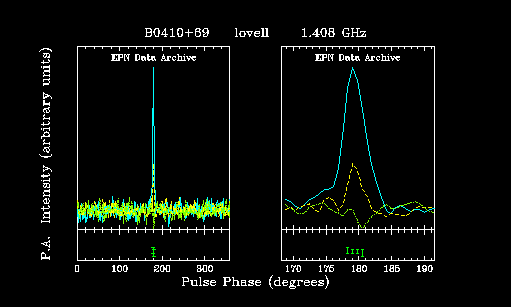 B0410+69 lovell 1.408 GHz
EPN Data Archive EPN Data Archive
Intensity (arbitrary units)
P.A.
0 100 200 300 170 175 180 185 190
Pulse Phase (degrees)